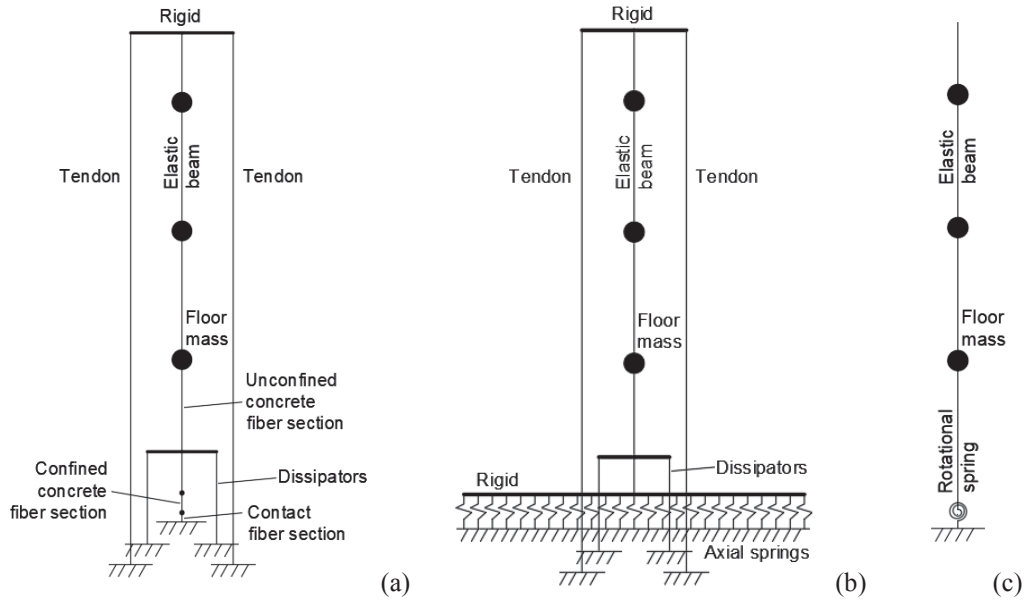 Rigid
Tendon
Elastic
beam
Tendon
Floor
mass
Unconfined
concrete
fiber section
Confined
concrete
fiber section
Dissipators
Contact
fiber section
(a)
Rigid
Tendon
Elastic
beam
Tendon
Floor
mass
Rigid
Dissipators
Axial springs
(b)
Elastic
beam
Floor
mass
Rotational
spring
(c)